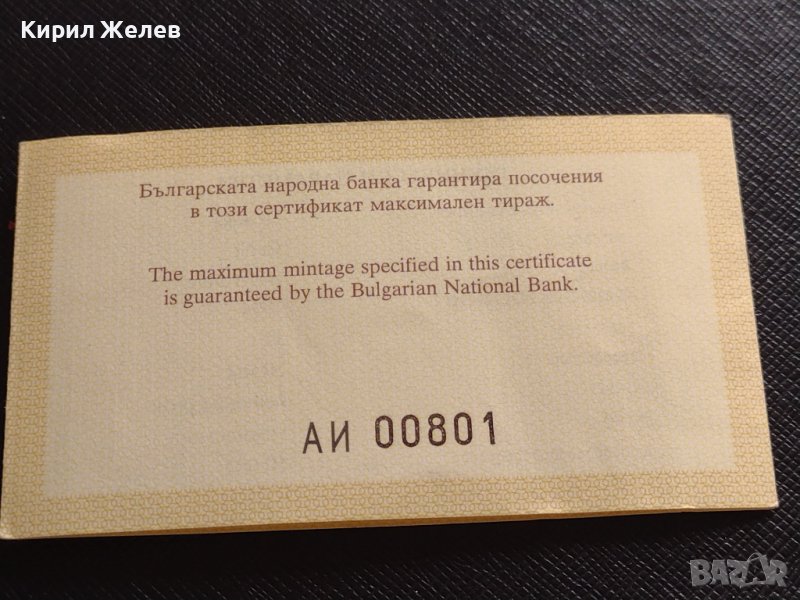 Кирил Желев
Българската народна банка гарантира посочения
в този сертификат максимален тираж.
The maximum mintage specified in this certificate
is guaranteed by the Bulgarian National Bank.
АИ 00801
BAZAR